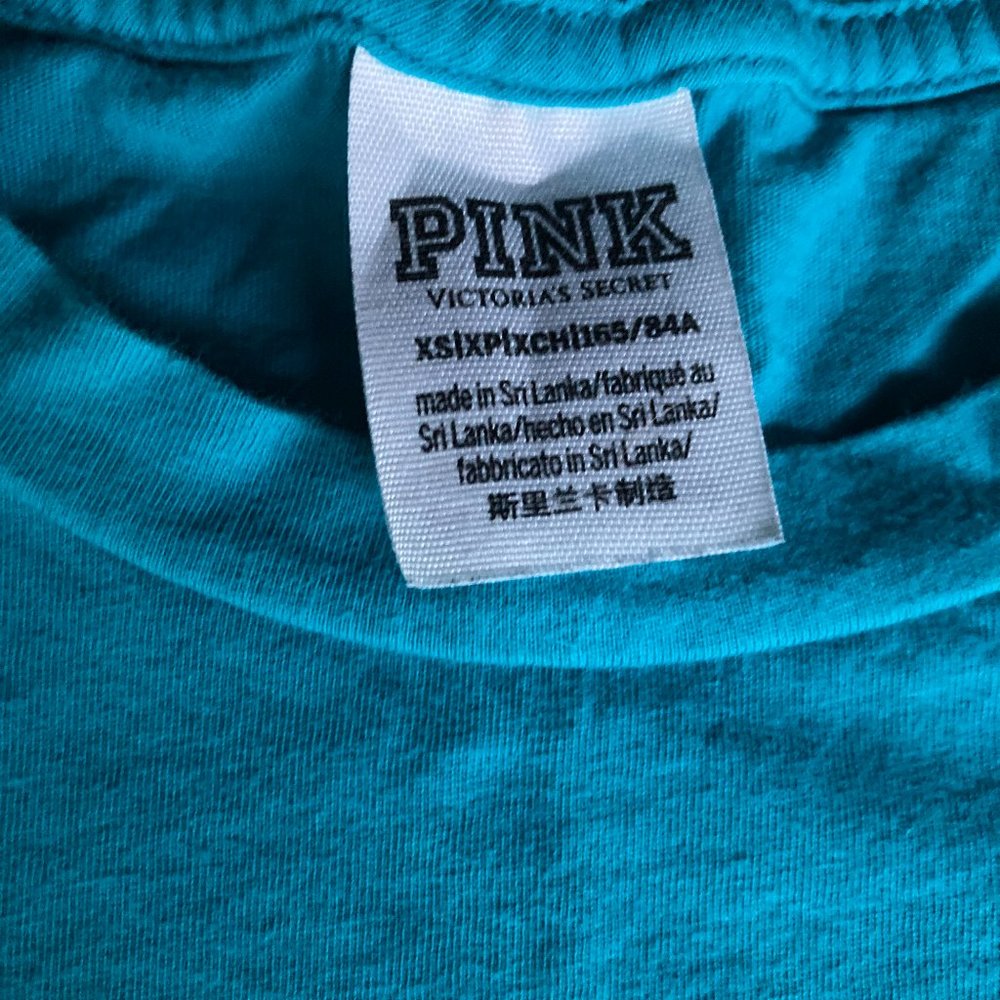 PINK
VICTORIA'S SECRET
XS|XP|XCH|165/84A
made in Sri Lanka/fabriqué au
Sri Lanka/hecho en Sri Lanka/
fabbricato in Sri Lanka/
斯里兰卡制造